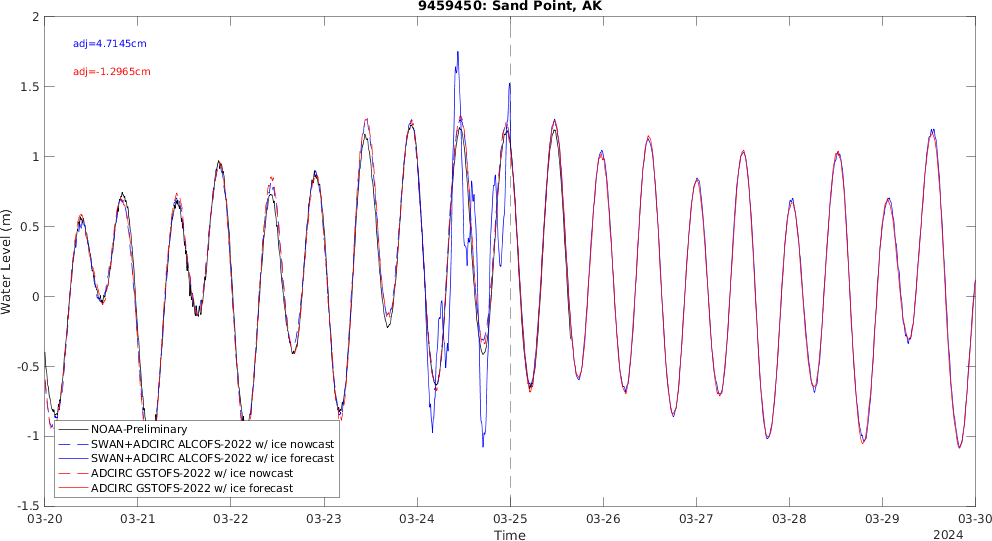 9459450: Sand Point, AK
adj=4.7145cm
adj=-1.2965cm
2
1.5
1
0.5
0
-0.5
-1
-1.5
Water Level (m)
NOAA-Preliminary
SWAN+ADCIRC ALCOFS-2022 w/ ice nowcast
SWAN+ADCIRC ALCOFS-2022 w/ ice forecast
ADCIRC GSTOFS-2022 w/ ice nowcast
ADCIRC GSTOFS-2022 w/ ice forecast
03-20 03-21 03-22 03-23 03-24 03-25 03-26 03-27 03-28 03-29 03-30
Time
2024